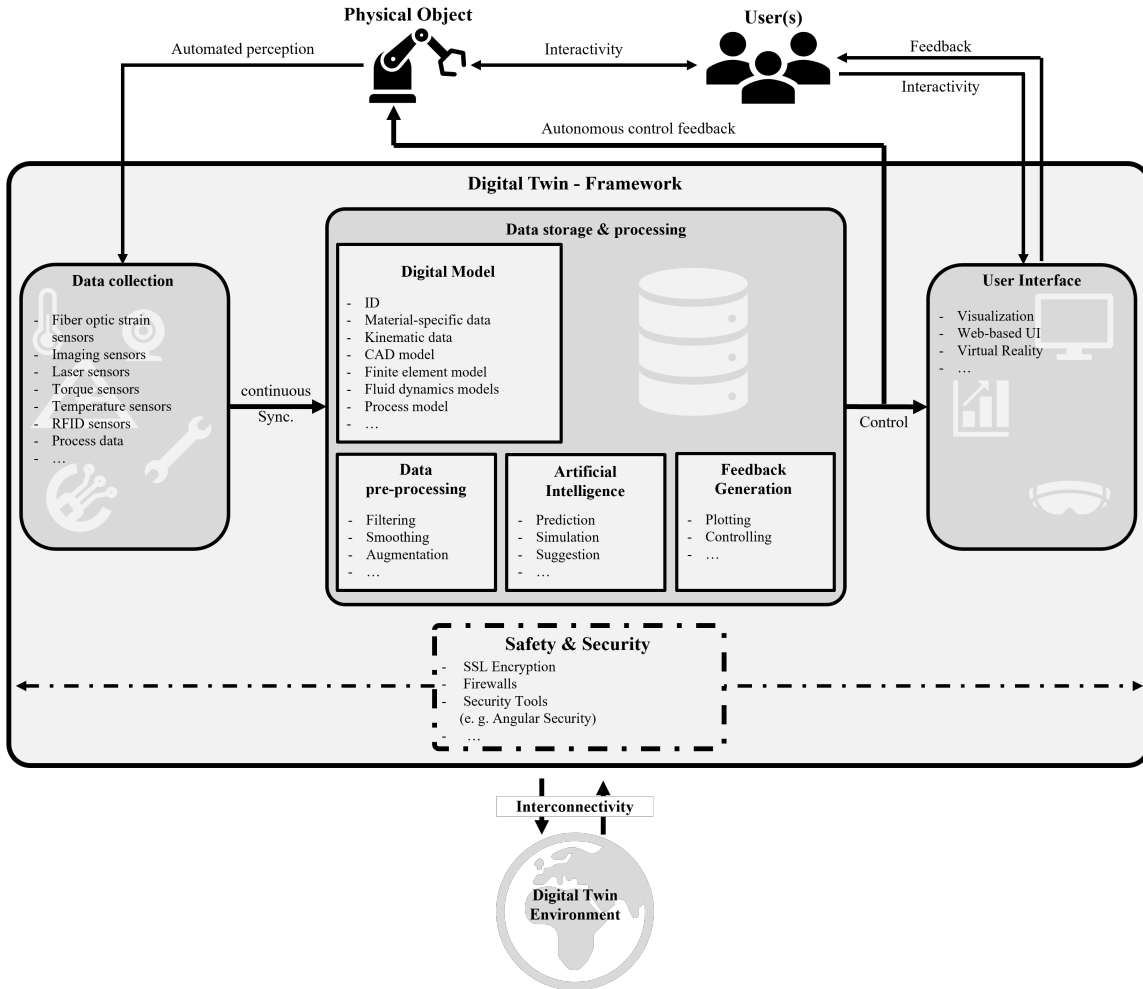 Physical Object
User(s)
Automated perception
Interactivity
Feedback
Interactivity
Autonomous control feedback
Digital Twin - Framework
Data collection
- Fiber optic strain
sensors
- Imaging sensors
- Laser sensors
- Torque sensors
- Temperature sensors
- RFID sensors
- Process data
- …
continuous
Sync.
Data storage & processing
Digital Model
- ID
- Material-specific data
- Kinematic data
- CAD model
- Finite element model
- Fluid dynamics models
- Process model
- …
Data
pre-processing
- Filtering
- Smoothing
- Augmentation
- …
Artificial
Intelligence
- Prediction
- Simulation
- Suggestion
- …
Feedback
Generation
- Plotting
- Controlling
- …
Control
User Interface
- Visualization
- Web-based UI
- Virtual Reality
- …
Safety & Security
- SSL Encryption
- Firewalls
- Security Tools
(e. g. Angular Security)
- …
Interconnectivity
Digital Twin
Environment